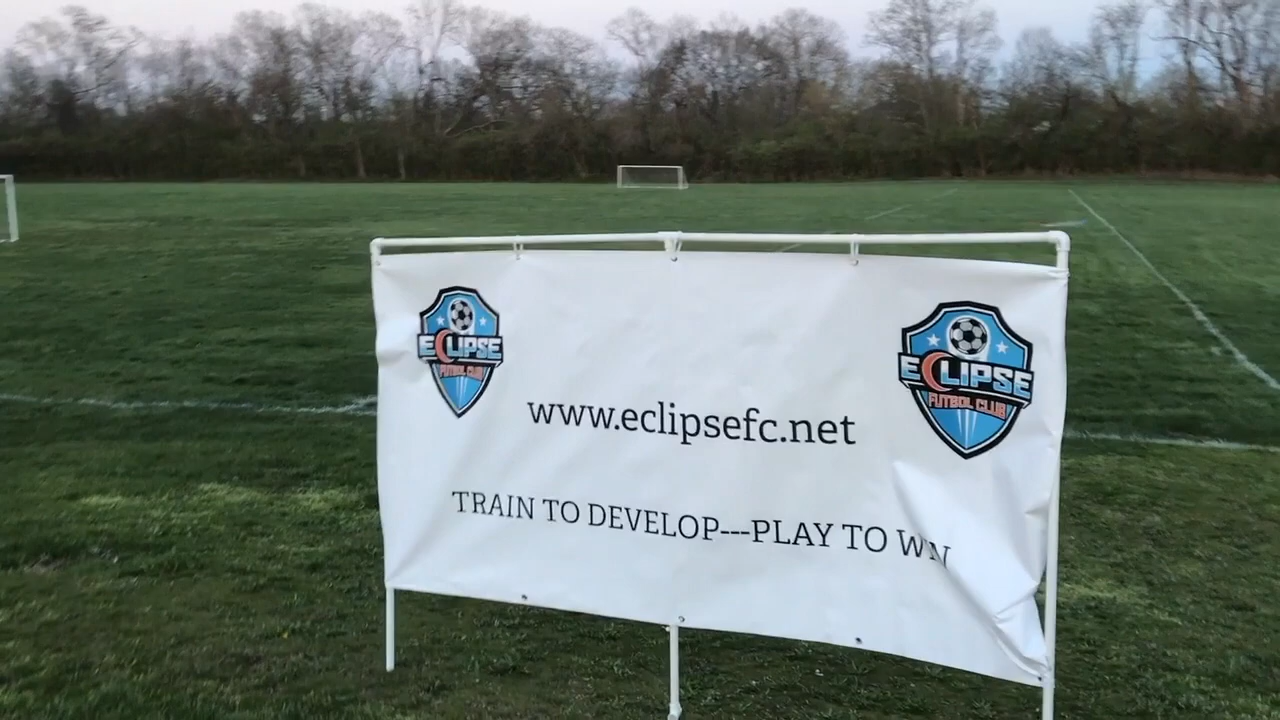 ECLIPSE
FUTBOL CLUB
ECLIPSE
FUTBOL CLUB
www.eclipsefc.net
TRAIN TO DEVELOP---PLAY TO WIN